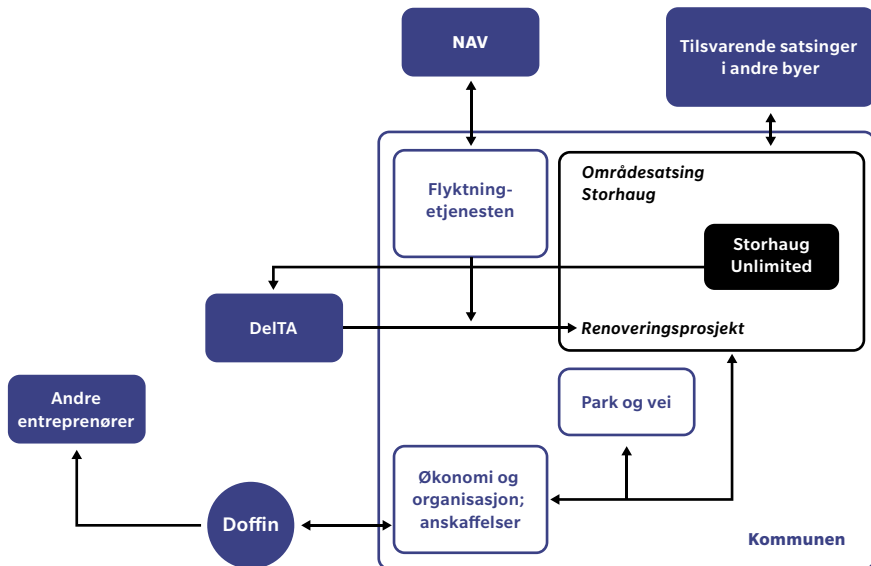 NAV
Tilsvarende satsinger
i andre byer
Flyktning-
etjenesten
Områdesatsing
Storhaug
Storhaug
Unlimited
DelTA
Renoveringsprosjekt
Andre
entreprenører
Park og vei
Økonomi og
organisasjon;
anskaffelser
Doffin
Kommunen